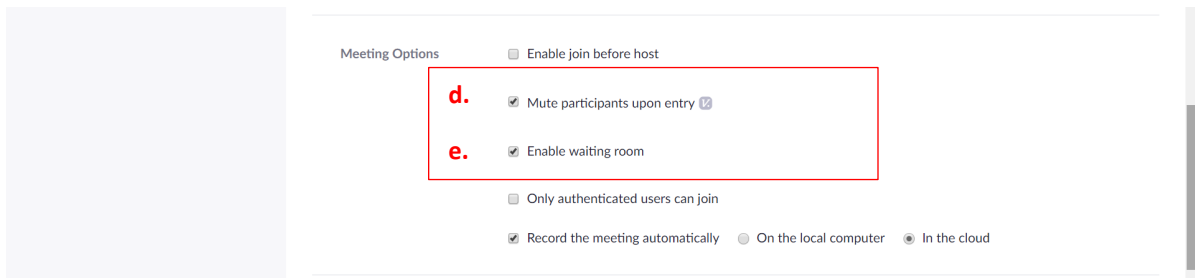 Meeting Options Enable join before host
d. Mute participants upon entry
e. Enable waiting room
Only authenticated users can join
Record the meeting automatically On the local computer In the cloud